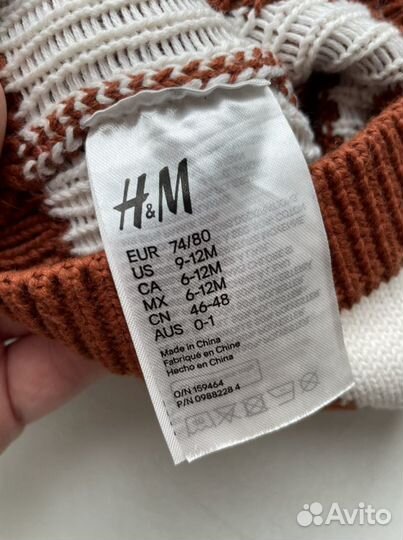 H&M
EUR 74/80
US 9-12M
CA 6-12M
MX 6-12M
CN 46-48
AUS 0-1
Made in China
Fabriqué en Chine
Hecho en China
O/N 159464
P/N 0988228 4
Avito